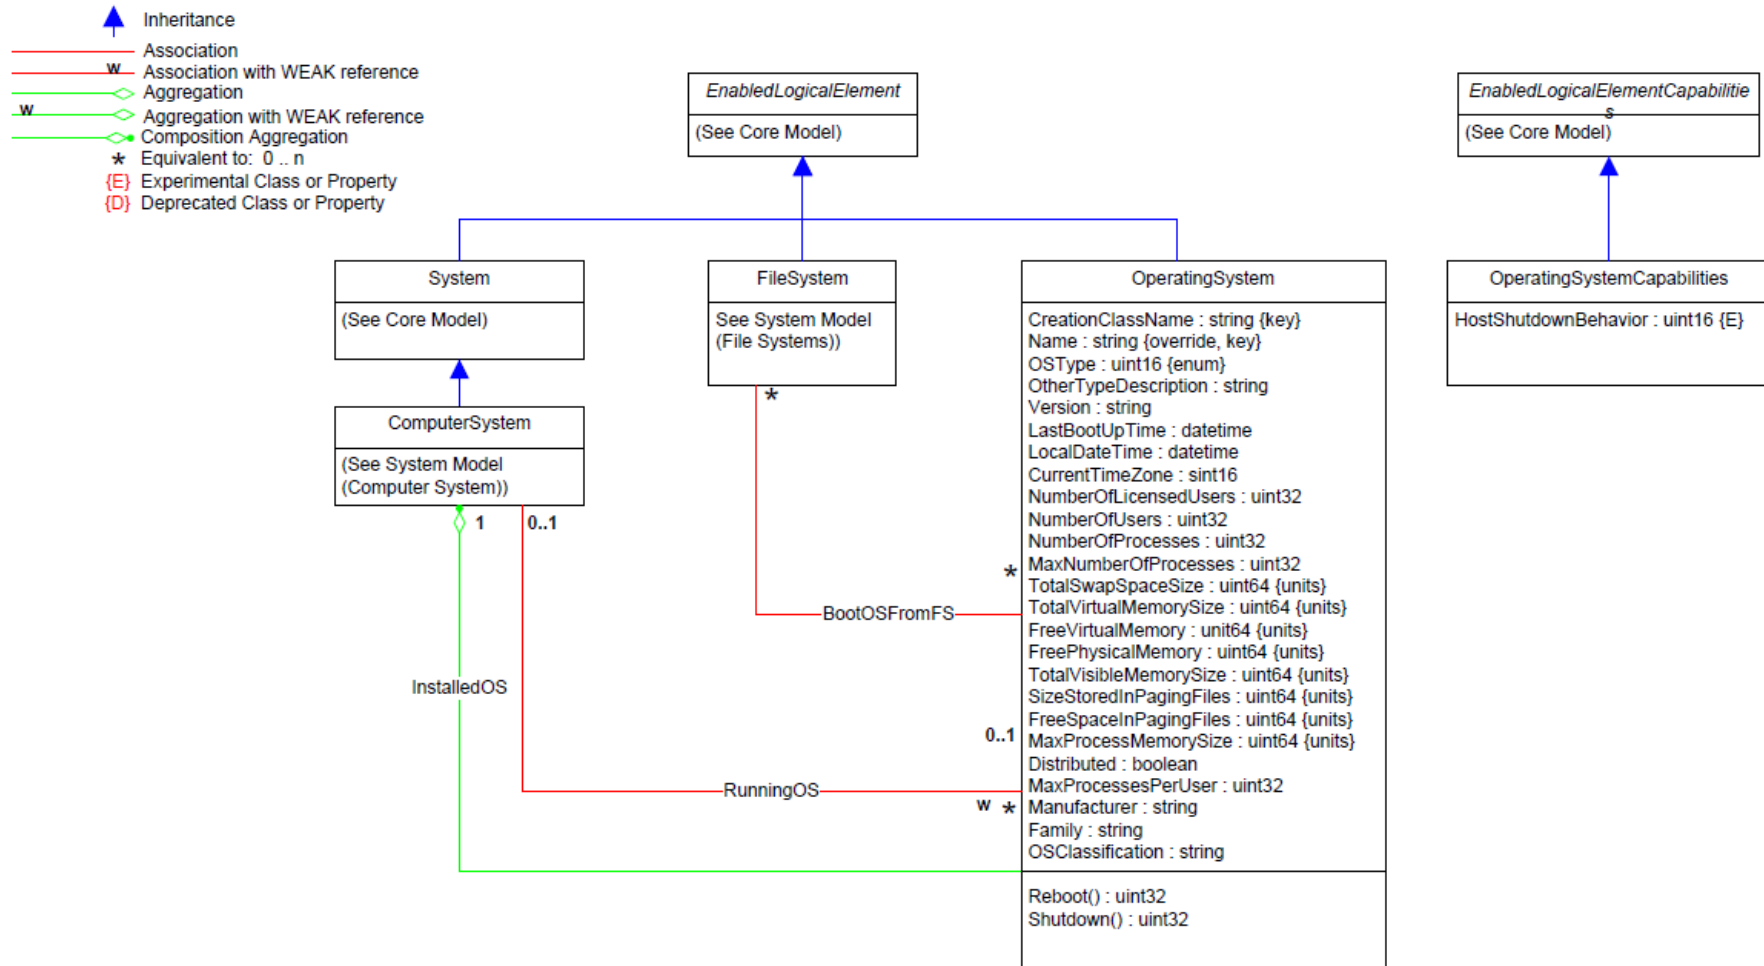 Inheritance
Association
w
Association with WEAK reference
Aggregation
w
Aggregation with WEAK reference
Composition Aggregation
* Equivalent to: 0 .. n
{E} Experimental Class or Property
{D} Deprecated Class or Property
EnabledLogicalElement
(See Core Model)
EnabledLogicalElementCapabilitie
s
(See Core Model)
System
(See Core Model)
FileSystem
See System Model
(File Systems))
*
ComputerSystem
(See System Model
(Computer System))
1
0..1
OperatingSystem
CreationClassName : string {key}
Name : string {override, key}
OSType : uint16 {enum}
OtherTypeDescription : string
Version : string
LastBootUpTime : datetime
LocalDateTime : datetime
CurrentTimeZone : sint16
NumberOfLicensedUsers : uint32
NumberOfUsers : uint32
NumberOfProcesses : uint32
MaxNumberOfProcesses : uint32
TotalSwapSpaceSize : uint64 {units}
TotalVirtualMemorySize : uint64 {units}
FreeVirtualMemory : unit64 {units}
FreePhysicalMemory : uint64 {units}
TotalVisibleMemorySize : uint64 {units}
SizeStoredInPagingFiles : uint64 {units}
FreeSpaceInPagingFiles : uint64 {units}
MaxProcessMemorySize : uint64 {units}
Distributed : boolean
MaxProcessesPerUser : uint32
Manufacturer : string
Family : string
OSClassification : string
Reboot() : uint32
Shutdown() : uint32
OperatingSystemCapabilities
HostShutdownBehavior : uint16 {E}
*
BootOSFromFS
InstalledOS
0..1
RunningOS
w *